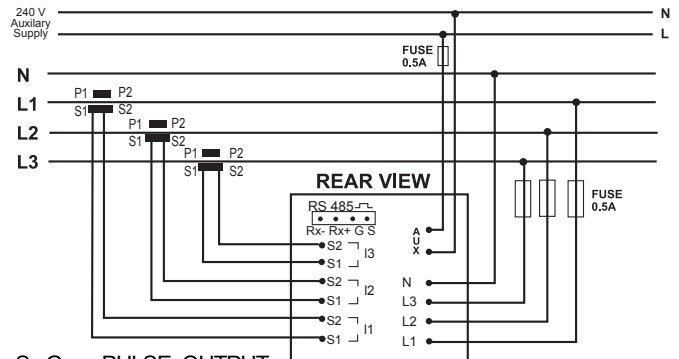 240 V
Auxilary
Supply
N
L
FUSE
0.5A
N
L1
P1 P2
S1 S2
L2
P1 P2
S1 S2
L3
P1 P2
S1 S2
REAR VIEW
FUSE
0.5A
RS 485
Rx- Rx+ G S
AUX
S2
I3
S1
S2
I2
S1
S2
I1
S1
N
L3
L2
L1
S G PULSE OUTPUT